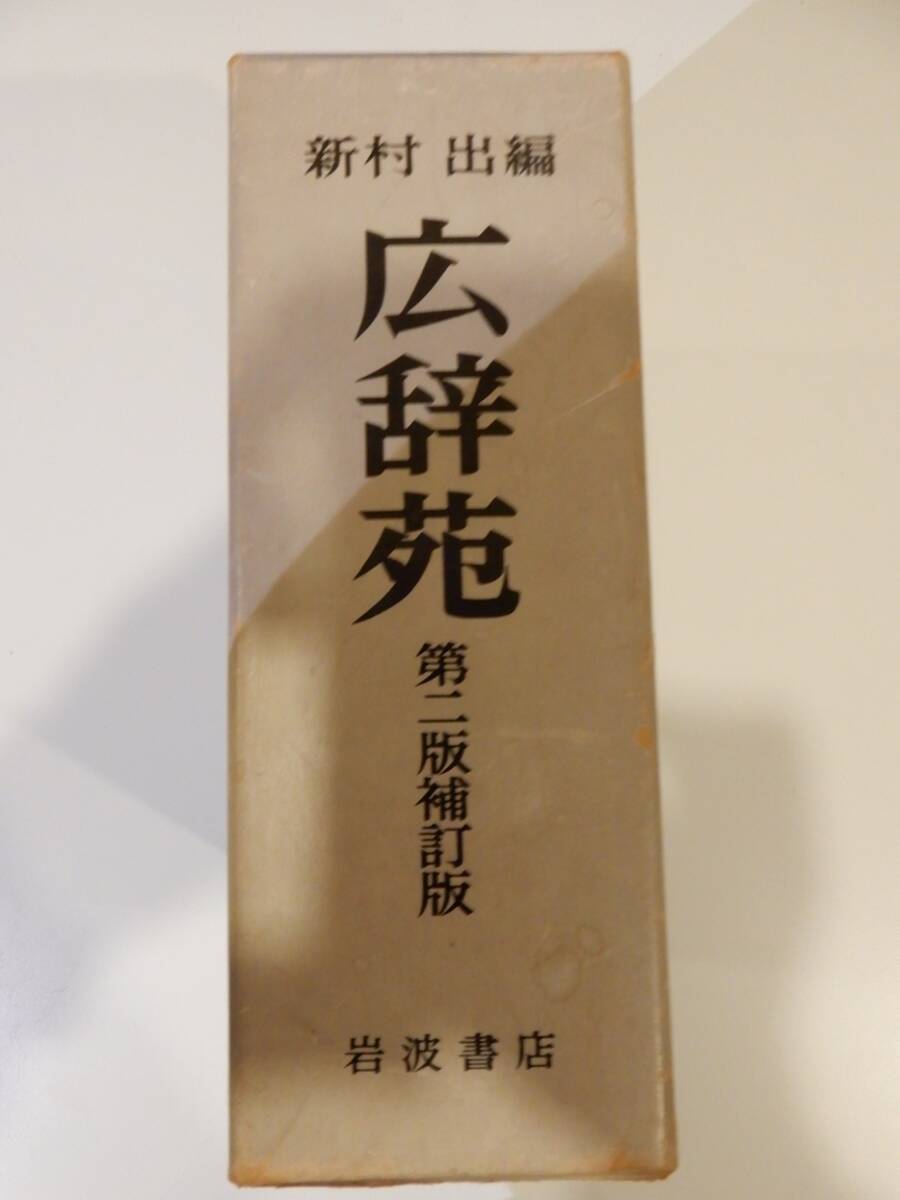 新村 出編
広辞苑
第二版補訂版
岩波書店